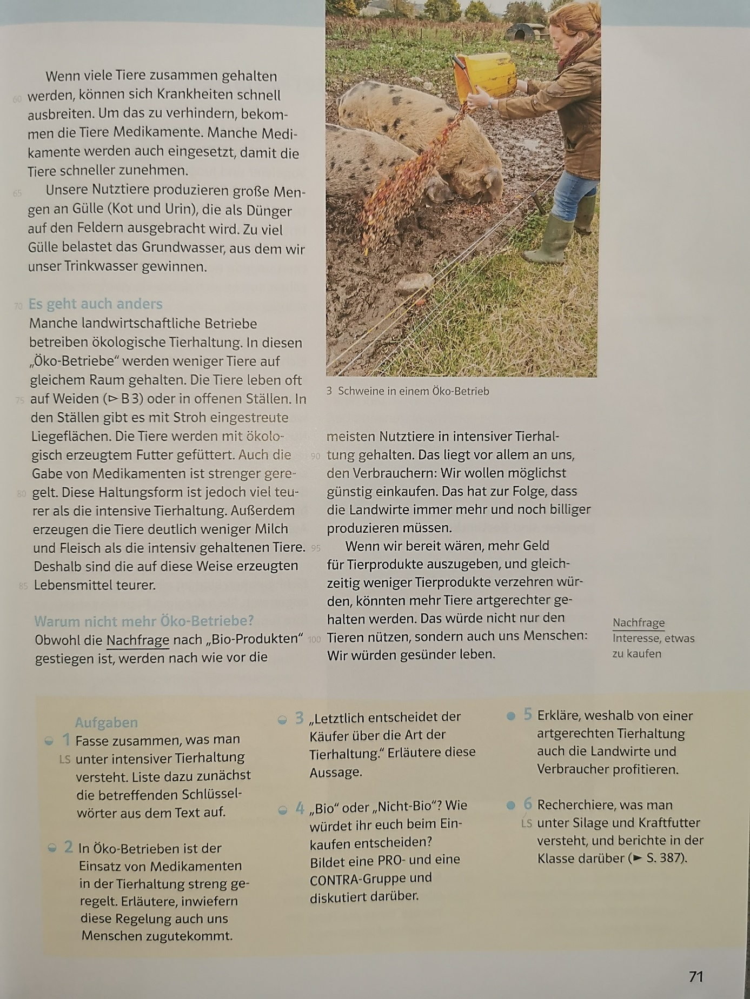 Wenn viele Tiere zusammen gehalten
60 werden, können sich Krankheiten schnell
ausbreiten. Um das zu verhindern, bekom-
men die Tiere Medikamente. Manche Medi-
kamente werden auch eingesetzt, damit die
Tiere schneller zunehmen.
65 Unsere Nutztiere produzieren große Men-
gen an Gülle (Kot und Urin), die als Dünger
auf den Feldern ausgebracht wird. Zu viel
Gülle belastet das Grundwasser, aus dem wir
unser Trinkwasser gewinnen.
70 Es geht auch anders
Manche landwirtschaftliche Betriebe
betreiben ökologische Tierhaltung. In diesen
„Öko-Betriebe“ werden weniger Tiere auf
gleichem Raum gehalten. Die Tiere leben oft
75 auf Weiden (▷ B 3) oder in offenen Ställen. In
den Ställen gibt es mit Stroh eingestreute
Liegeflächen. Die Tiere werden mit ökolo-
gisch erzeugtem Futter gefüttert. Auch die
Gabe von Medikamenten ist strenger gere-
80 gelt. Diese Haltungsform ist jedoch viel teu-
rer als die intensive Tierhaltung. Außerdem
erzeugen die Tiere deutlich weniger Milch
und Fleisch als die intensiv gehaltenen Tiere.
Deshalb sind die auf diese Weise erzeugten
85 Lebensmittel teurer.
Warum nicht mehr Öko-Betriebe?
Obwohl die Nachfrage nach „Bio-Produkten“
gestiegen ist, werden nach wie vor die
3 Schweine in einem Öko-Betrieb
meisten Nutztiere in intensiver Tierhal-
90 tung gehalten. Das liegt vor allem an uns,
den Verbrauchern: Wir wollen möglichst
günstig einkaufen. Das hat zur Folge, dass
die Landwirte immer mehr und noch billiger
produzieren müssen.
95 Wenn wir bereit wären, mehr Geld
für Tierprodukte auszugeben, und gleich-
zeitig weniger Tierprodukte verzehren wür-
den, könnten mehr Tiere artgerechter ge-
halten werden. Das würde nicht nur den
100 Tieren nützen, sondern auch uns Menschen:
Wir würden gesünder leben.
Nachfrage
Interesse, etwas
zu kaufen
Aufgaben
1 Fasse zusammen, was man
LS unter intensiver Tierhaltung
versteht. Liste dazu zunächst
die betreffenden Schlüssel-
wörter aus dem Text auf.
2 In Öko-Betrieben ist der
Einsatz von Medikamenten
in der Tierhaltung streng ge-
regelt. Erläutere, inwiefern
diese Regelung auch uns
Menschen zugutekommt.
3 „Letztlich entscheidet der
Käufer über die Art der
Tierhaltung.“ Erläutere diese
Aussage.
4 „Bio“ oder „Nicht-Bio“? Wie
würdet ihr euch beim Ein-
kaufen entscheiden?
Bildet eine PRO- und eine
CONTRA-Gruppe und
diskutiert darüber.
5 Erkläre, weshalb von einer
artgerechten Tierhaltung
auch die Landwirte und
Verbraucher profitieren.
6 Recherchiere, was man
LS unter Silage und Kraftfutter
versteht, und berichte in der
Klasse darüber (► S. 387).
71